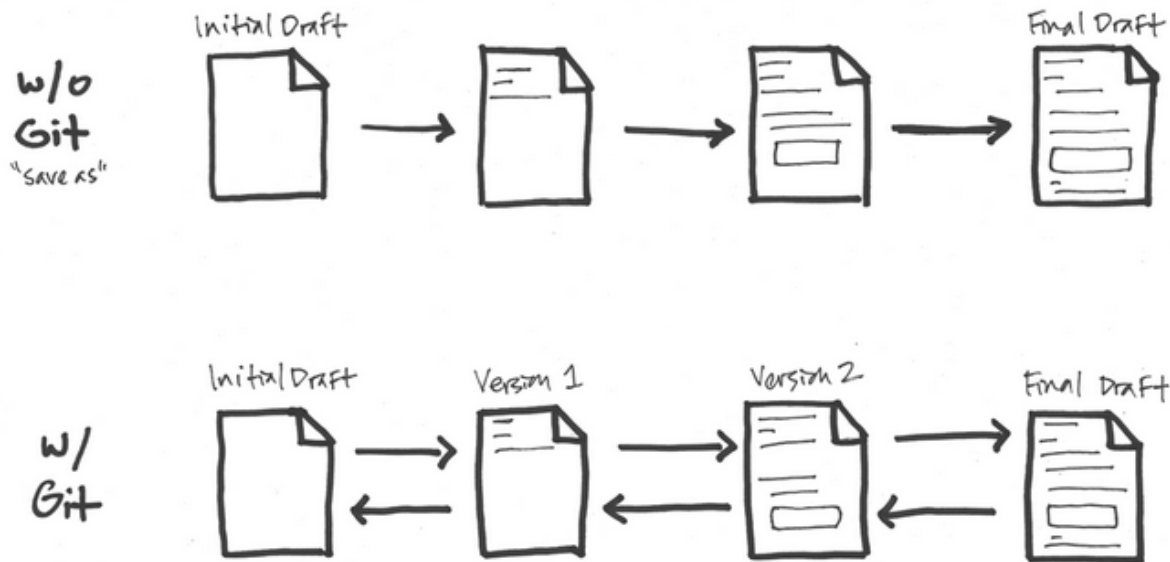 Initial Draft
Final Draft
w/o
Git
"save as"
Initial Draft
Version 1
Version 2
Final Draft
w/
Git